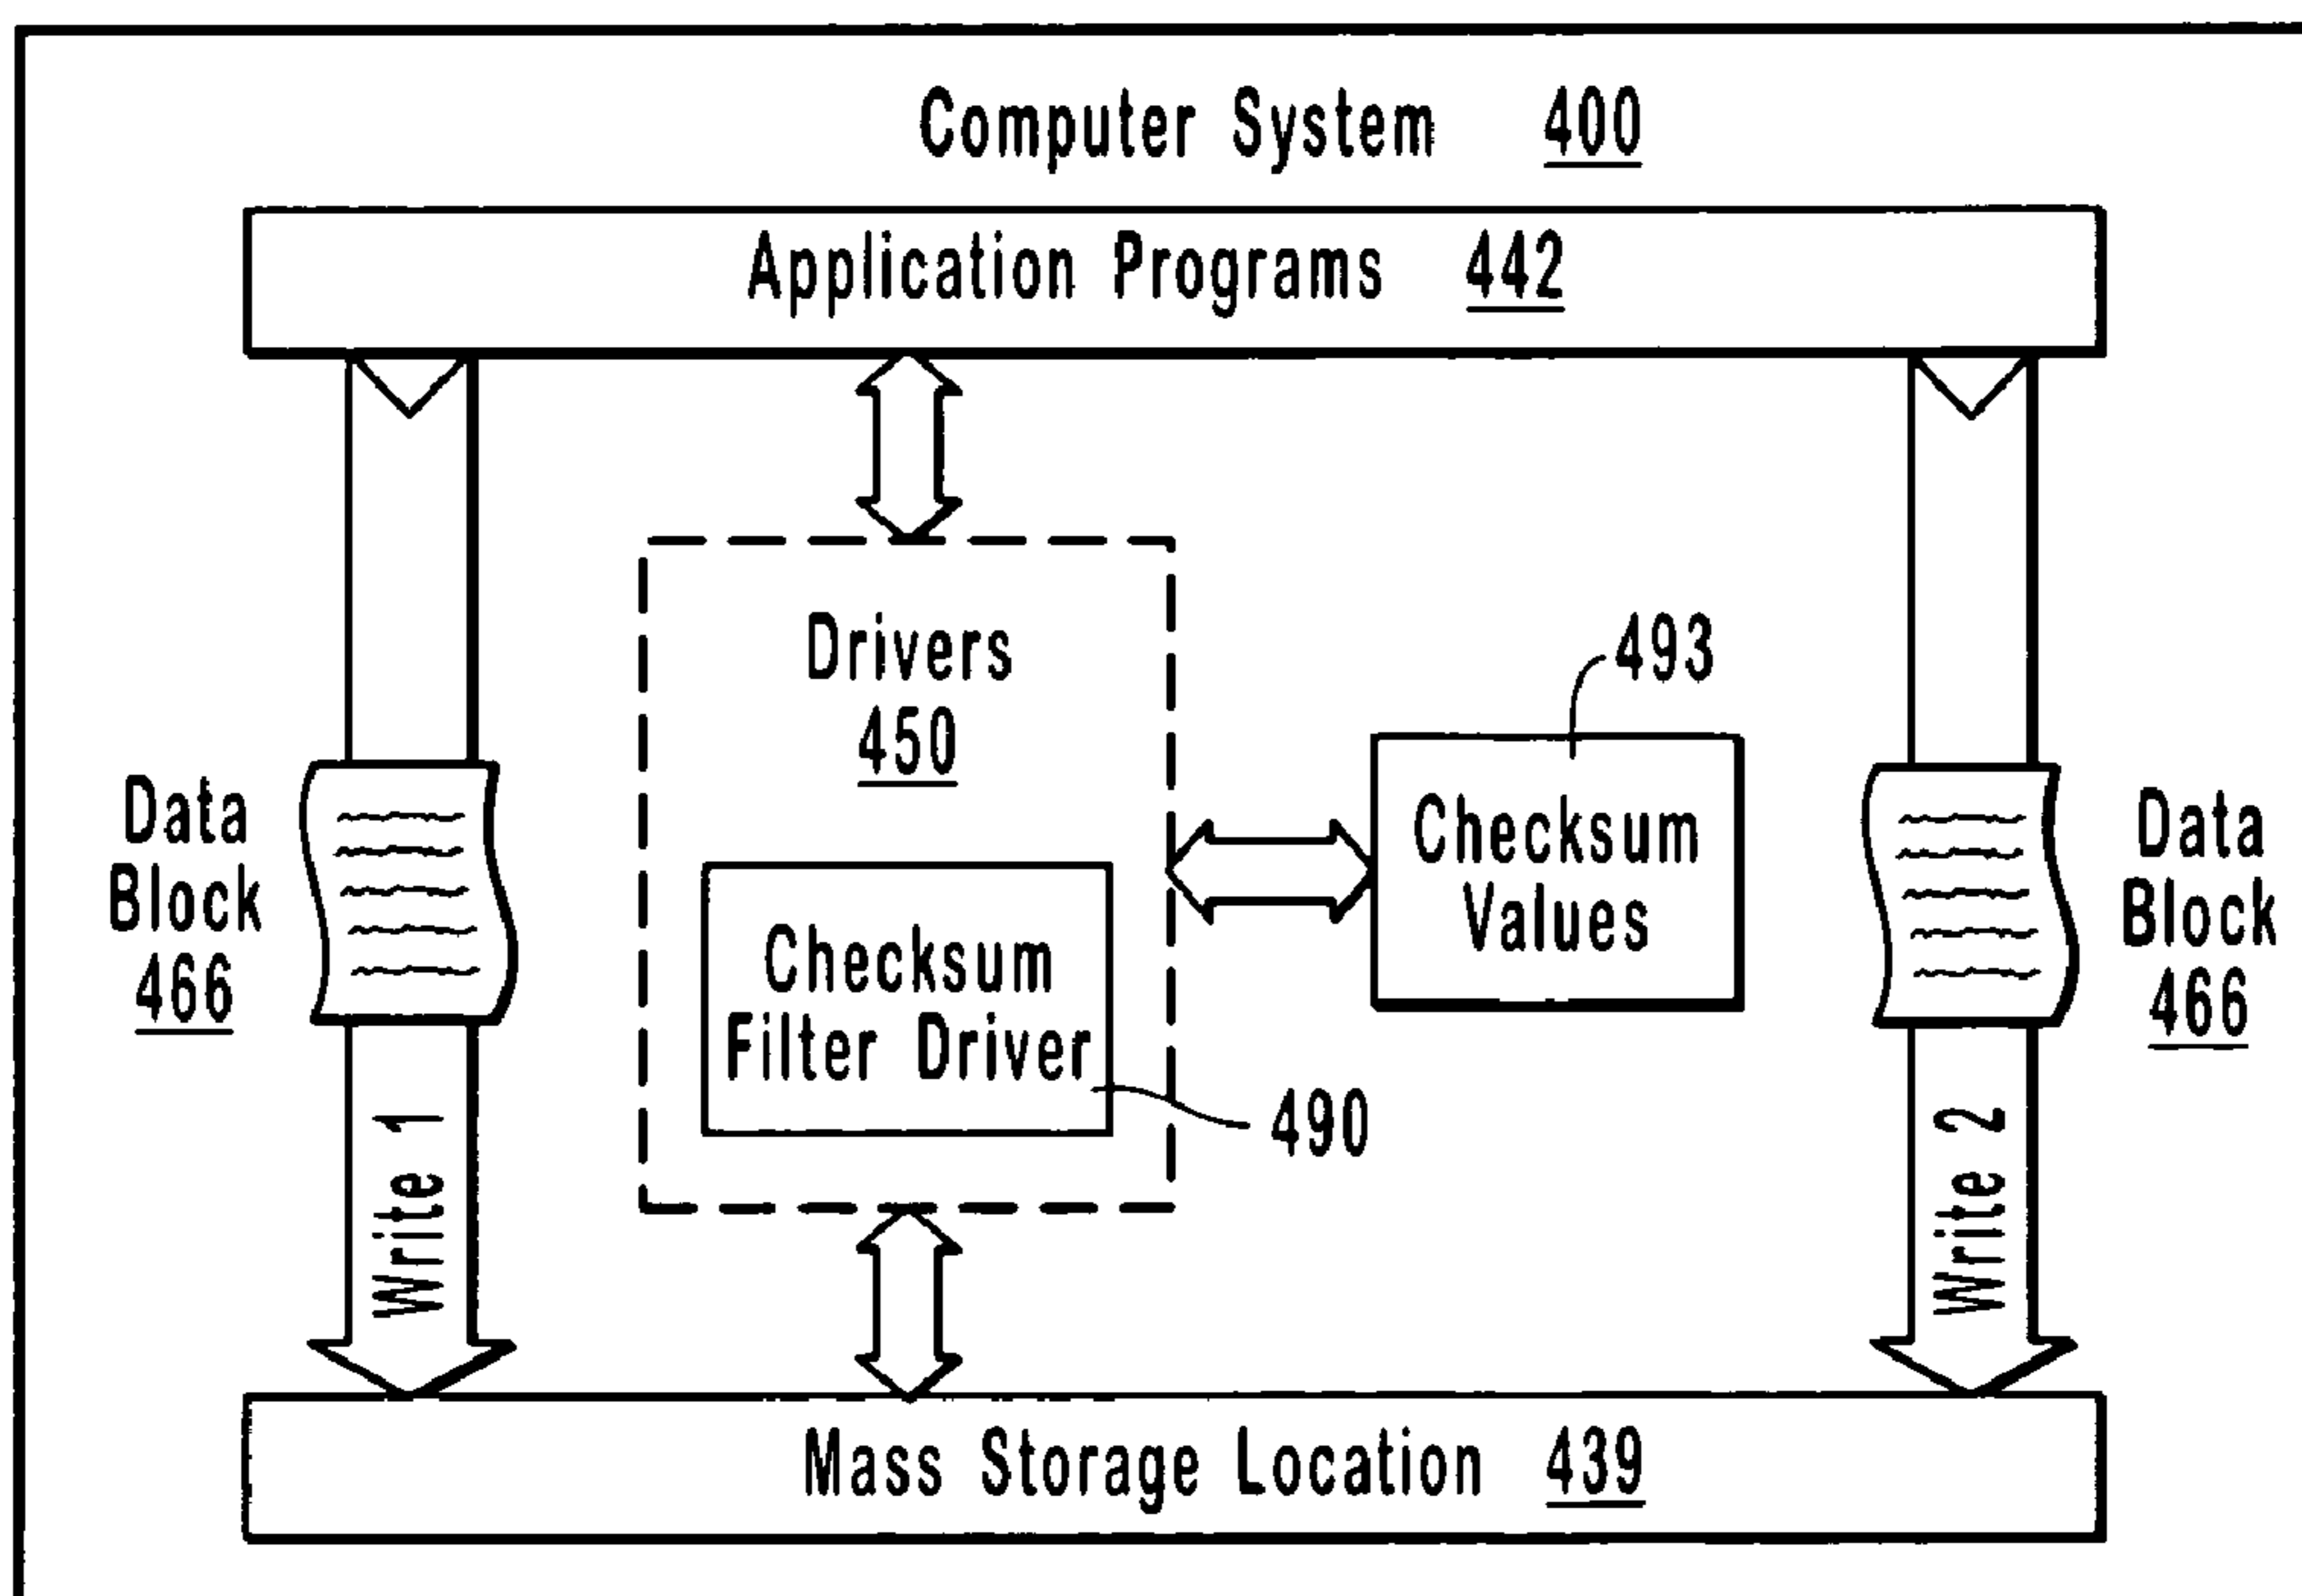 Computer System 400
Application Programs 442
Drivers
450
493
Data
Block
466
Checksum
Values
Data
Block
466
Checksum
Filter Driver
490
Write 1
Write 2
Mass Storage Location 439